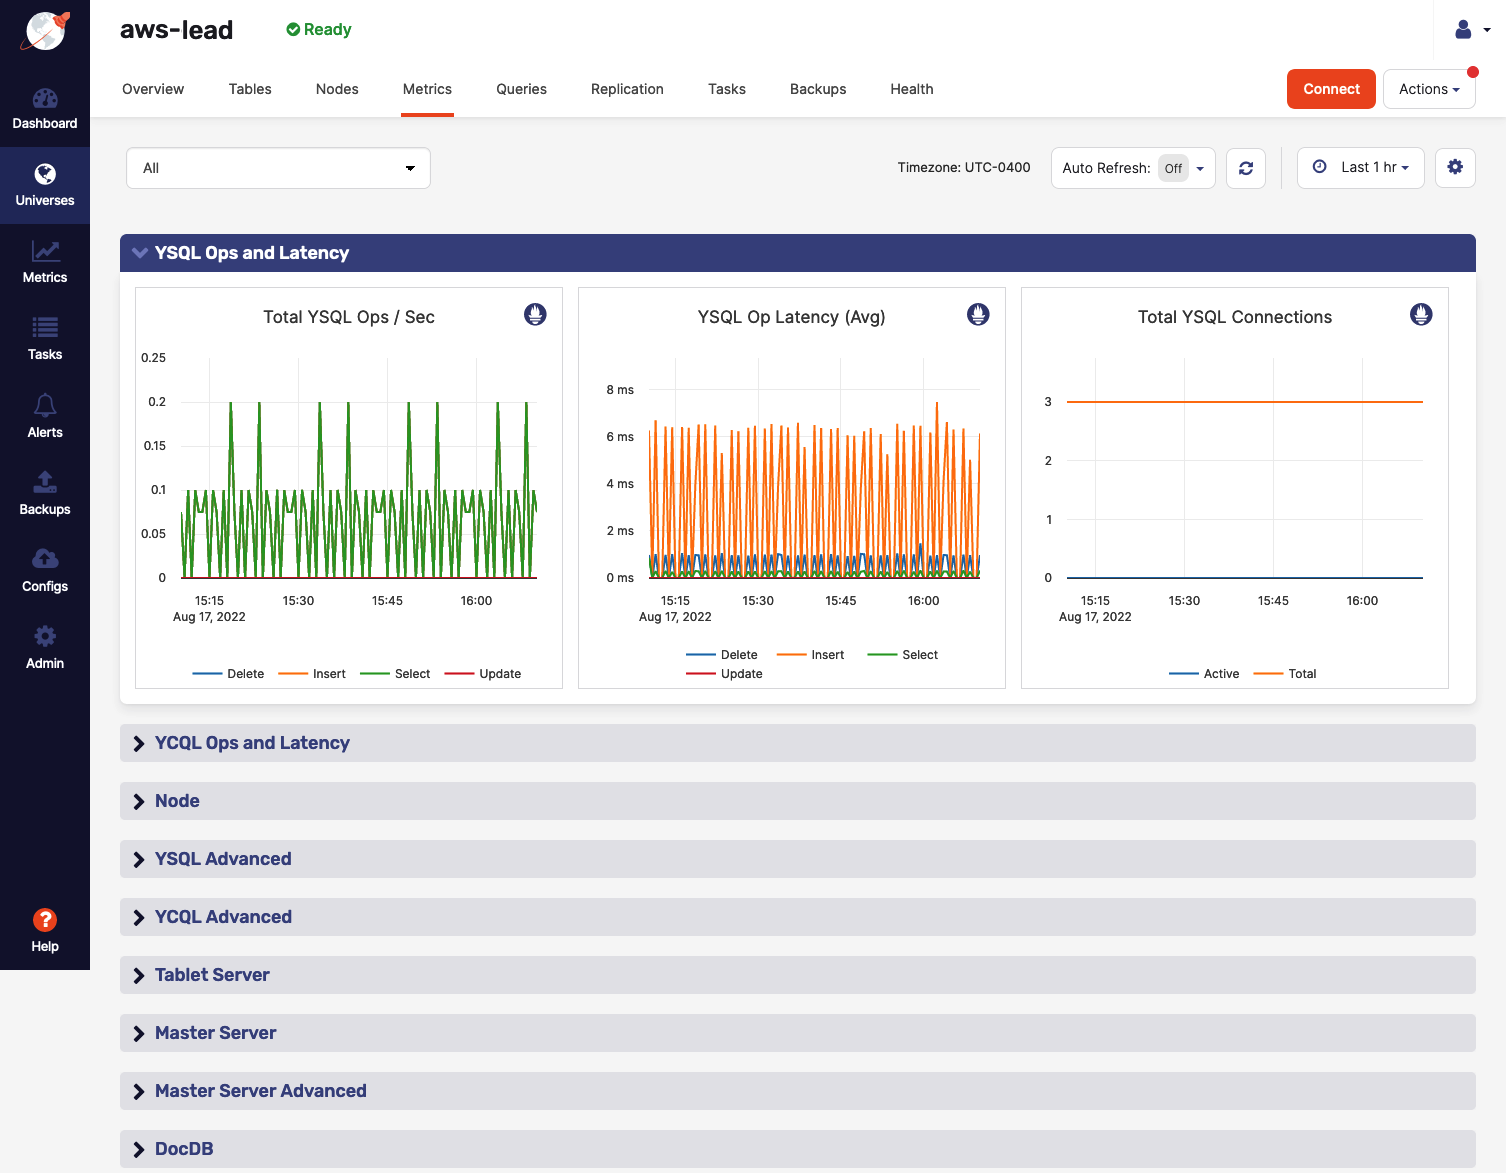 aws-lead
Ready
Overview
Tables
Nodes
Metrics
Queries
Replication
Tasks
Backups
Health
Connect
Actions
Dashboard
Universes
Metrics
Tasks
Alerts
Backups
Configs
Admin
?
Help
All
Timezone: UTC-0400
Auto Refresh: Off
Last 1 hr
YSQL Ops and Latency
Total YSQL Ops / Sec
0.25
0.2
0.15
0.1
0.05
0
15:15
15:30
15:45
16:00
Aug 17, 2022
Delete
Insert
Select
Update
YSQL Op Latency (Avg)
8 ms
6 ms
4 ms
2 ms
0 ms
15:15
15:30
15:45
16:00
Aug 17, 2022
Delete
Insert
Select
Update
Total YSQL Connections
3
2
1
0
15:15
15:30
15:45
16:00
Aug 17, 2022
Active
Total
YCQL Ops and Latency
Node
YSQL Advanced
YCQL Advanced
Tablet Server
Master Server
Master Server Advanced
DocDB